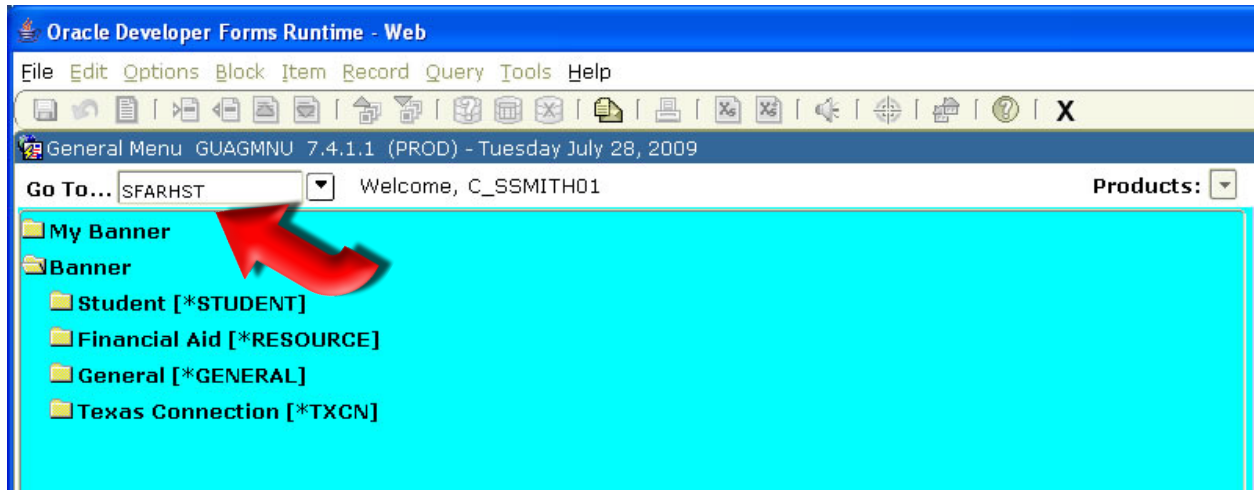 Oracle Developer Forms Runtime - Web
File Edit Options Block Item Record Query Tools Help
X
General Menu GUAGMNU 7.4.1.1 (PROD) - Tuesday July 28, 2009
Go To... SFARHST Welcome, C_SSMITH01 Products:
My Banner
Banner
Student [*STUDENT]
Financial Aid [*RESOURCE]
General [*GENERAL]
Texas Connection [*TXCN]